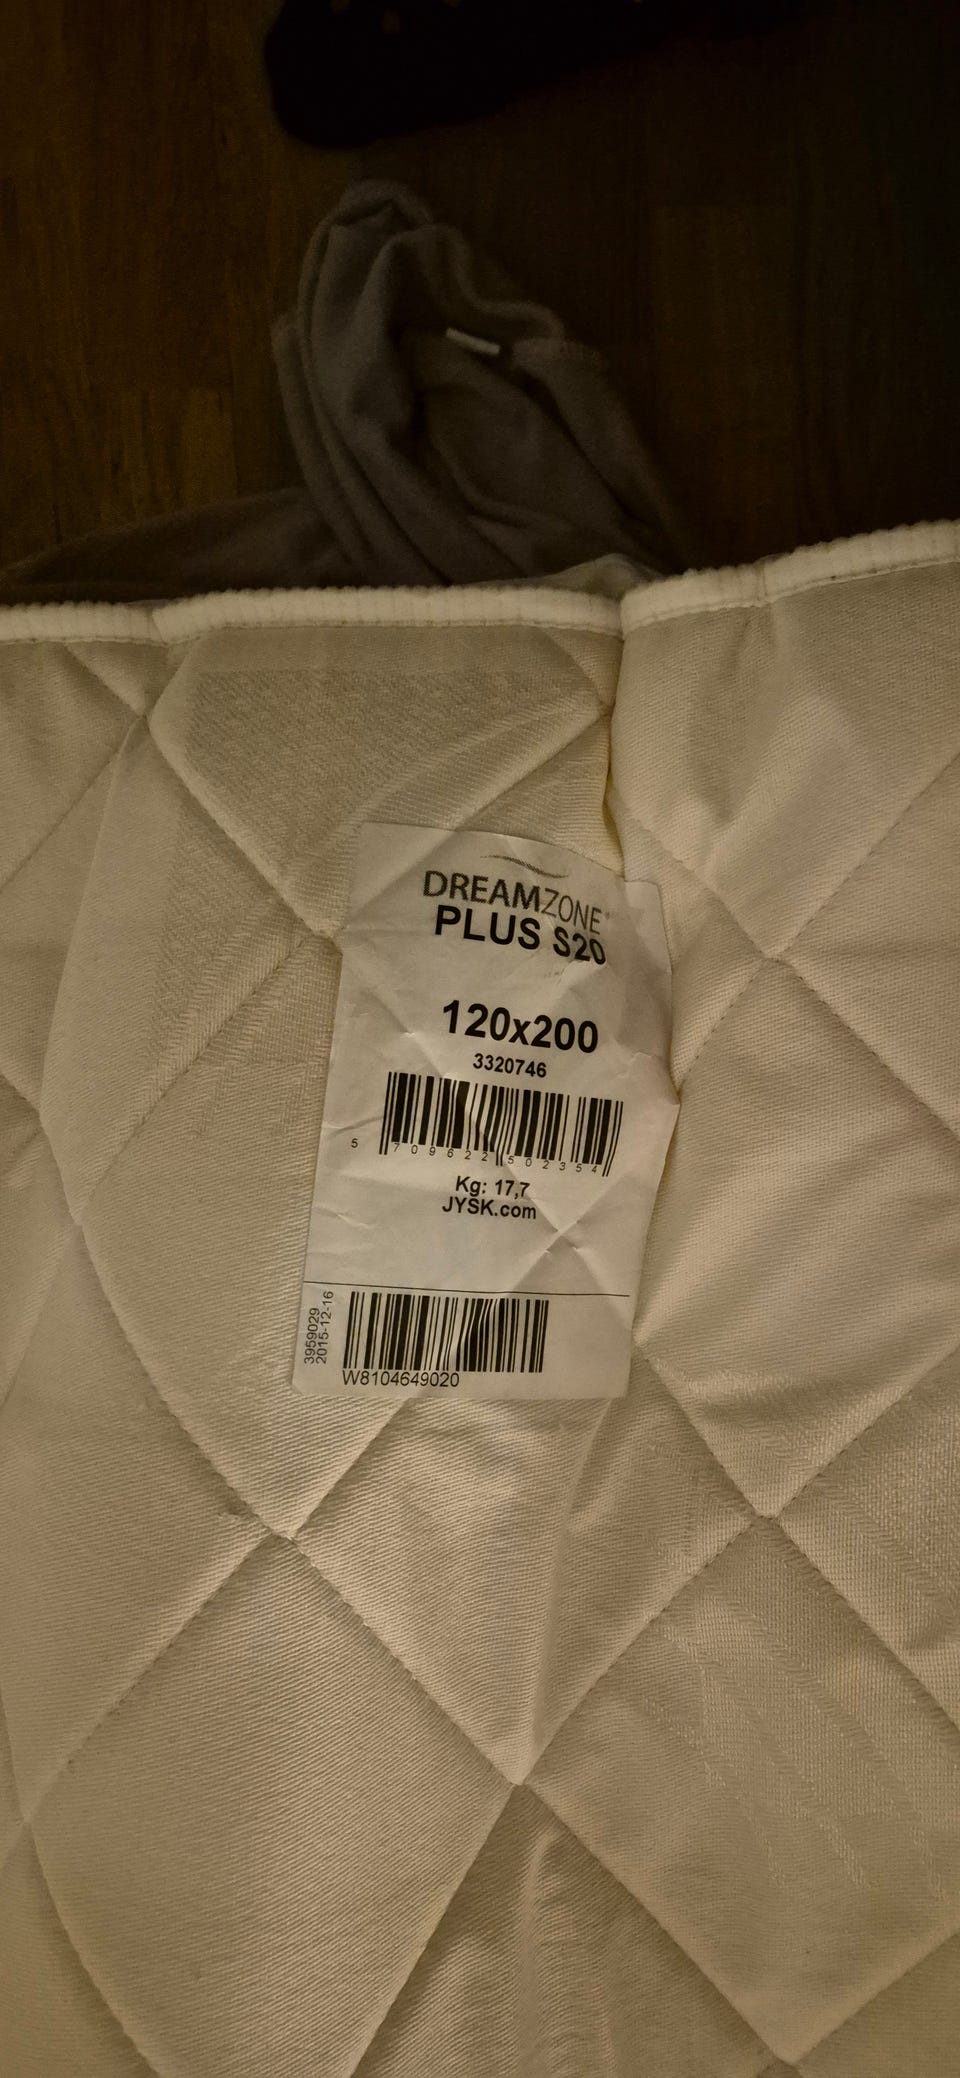 DREAMZONE®
PLUS S20
120x200
3320746
5 709622 502354
Kg: 17,7
JYSK.com
3959029
2015-12-16
W8104649020